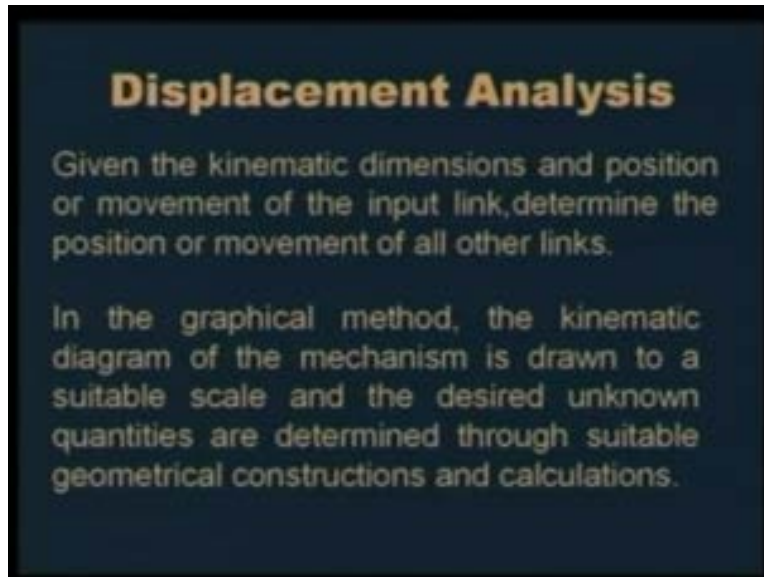 Displacement Analysis
Given the kinematic dimensions and position
or movement of the input link,determine the
position or movement of all other links.
In the graphical method, the kinematic
diagram of the mechanism is drawn to a
suitable scale and the desired unknown
quantities are determined through suitable
geometrical constructions and calculations.